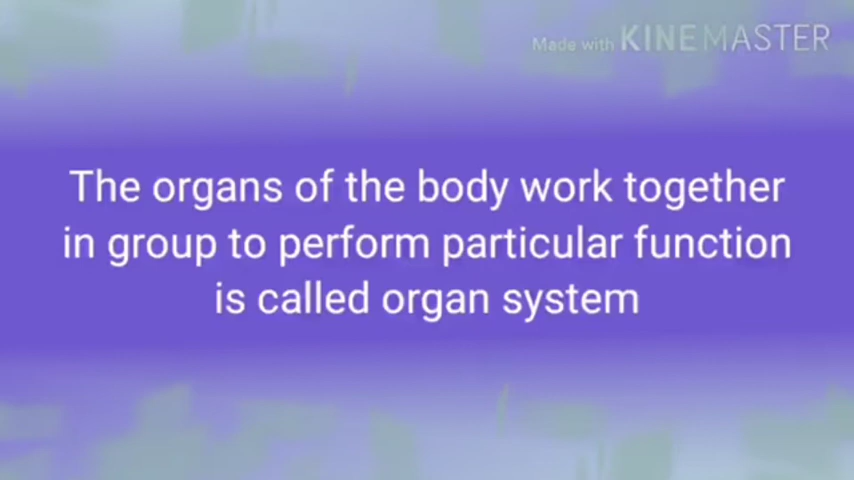 Made with KINEMASTER
The organs of the body work together
in group to perform particular function
is called organ system